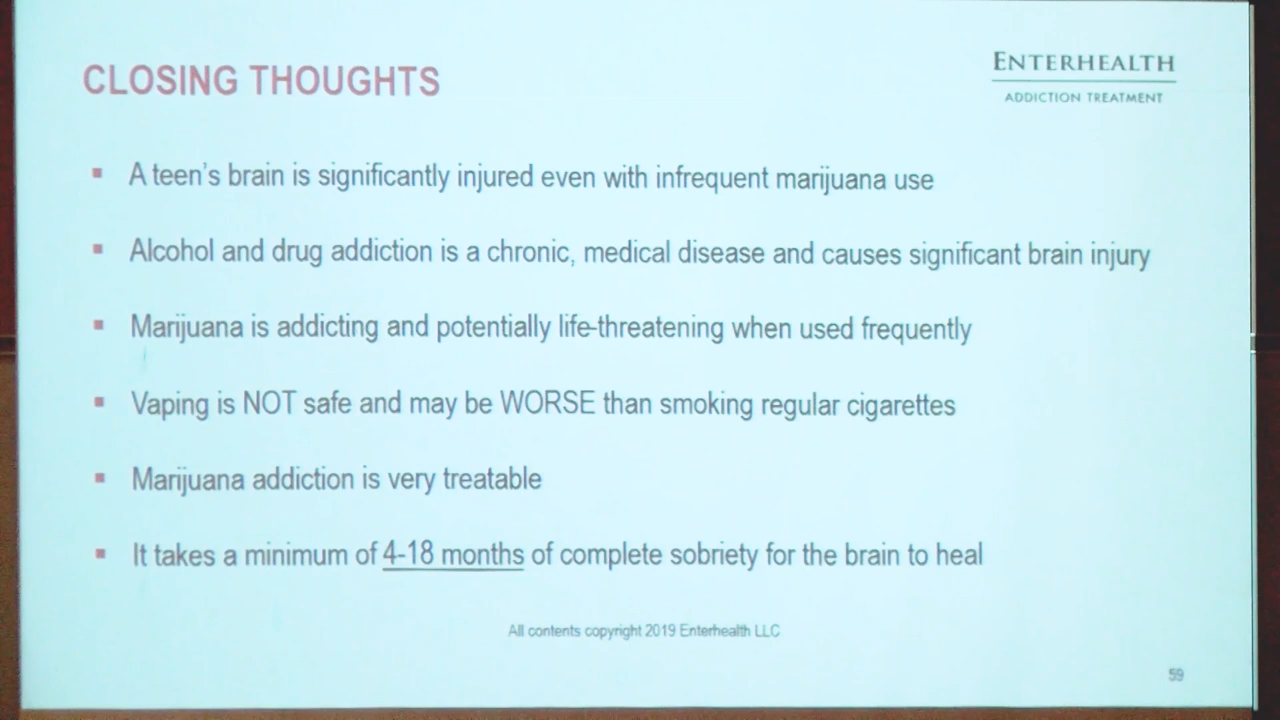 CLOSING THOUGHTS
ENTERHEALTH
ADDICTION TREATMENT
▪ A teen's brain is significantly injured even with infrequent marijuana use
▪ Alcohol and drug addiction is a chronic, medical disease and causes significant brain injury
▪ Marijuana is addicting and potentially life-threatening when used frequently
▪ Vaping is NOT safe and may be WORSE than smoking regular cigarettes
▪ Marijuana addiction is very treatable
▪ It takes a minimum of 4-18 months of complete sobriety for the brain to heal
All contents copyright 2019 Enterhealth LLC
59